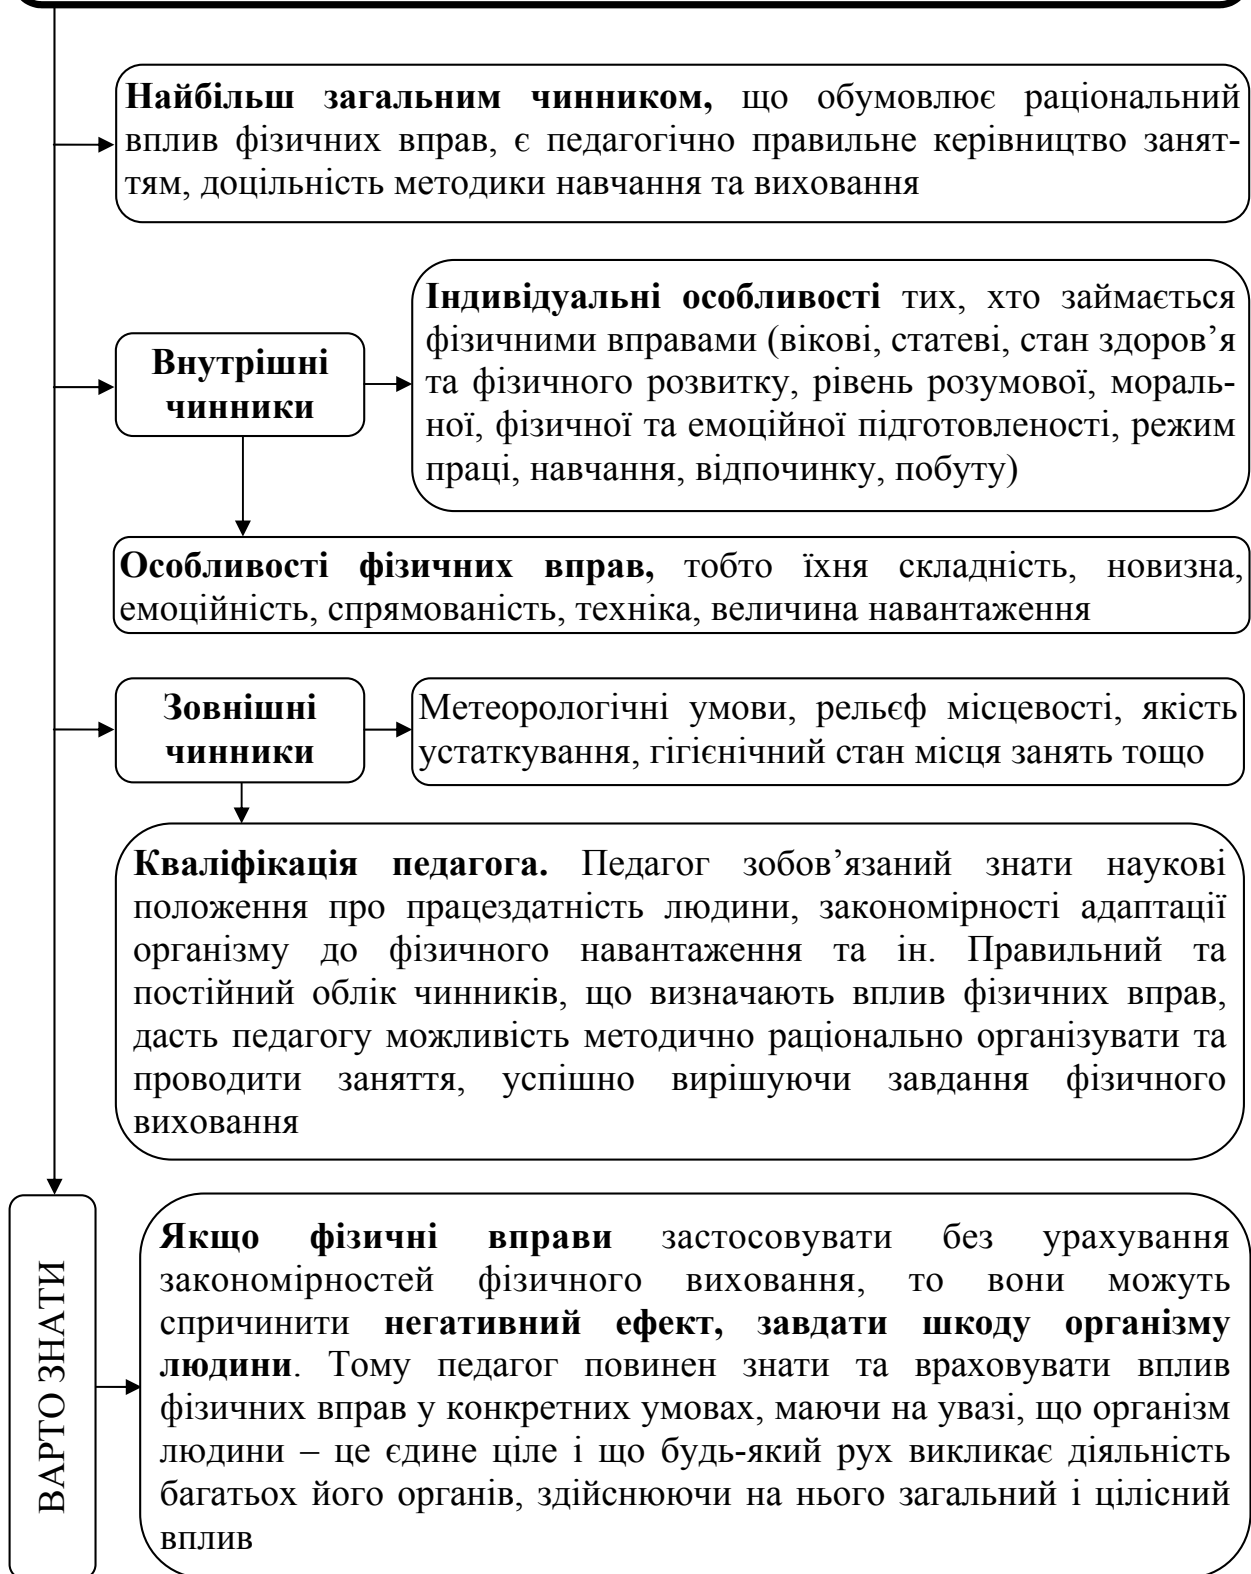 Найбільш загальним чинником, що обумовлює раціональний
вплив фізичних вправ, є педагогічно правильне керівництво занят-
тям, доцільність методики навчання та виховання
Внутрішні
чинники
Індивідуальні особливості тих, хто займається
фізичними вправами (вікові, статеві, стан здоров’я
та фізичного розвитку, рівень розумової, мораль-
ної, фізичної та емоційної підготовленості, режим
праці, навчання, відпочинку, побуту)
Особливості фізичних вправ, тобто їхня складність, новизна,
емоційність, спрямованість, техніка, величина навантаження
Зовнішні
чинники
Метеорологічні умови, рельєф місцевості, якість
устаткування, гігієнічний стан місця занять тощо
Кваліфікація педагога. Педагог зобов’язаний знати наукові
положення про працездатність людини, закономірності адаптації
організму до фізичного навантаження та ін. Правильний та
постійний облік чинників, що визначають вплив фізичних вправ,
дасть педагогу можливість методично раціонально організувати та
проводити заняття, успішно вирішуючи завдання фізичного
виховання
ВАРТО ЗНАТИ
Якщо фізичні вправи застосовувати без урахування
закономірностей фізичного виховання, то вони можуть
спричинити негативний ефект, завдати шкоду організму
людини. Тому педагог повинен знати та враховувати вплив
фізичних вправ у конкретних умовах, маючи на увазі, що організм
людини – це єдине ціле і що будь-який рух викликає діяльність
багатьох його органів, здійснюючи на нього загальний і цілісний
вплив